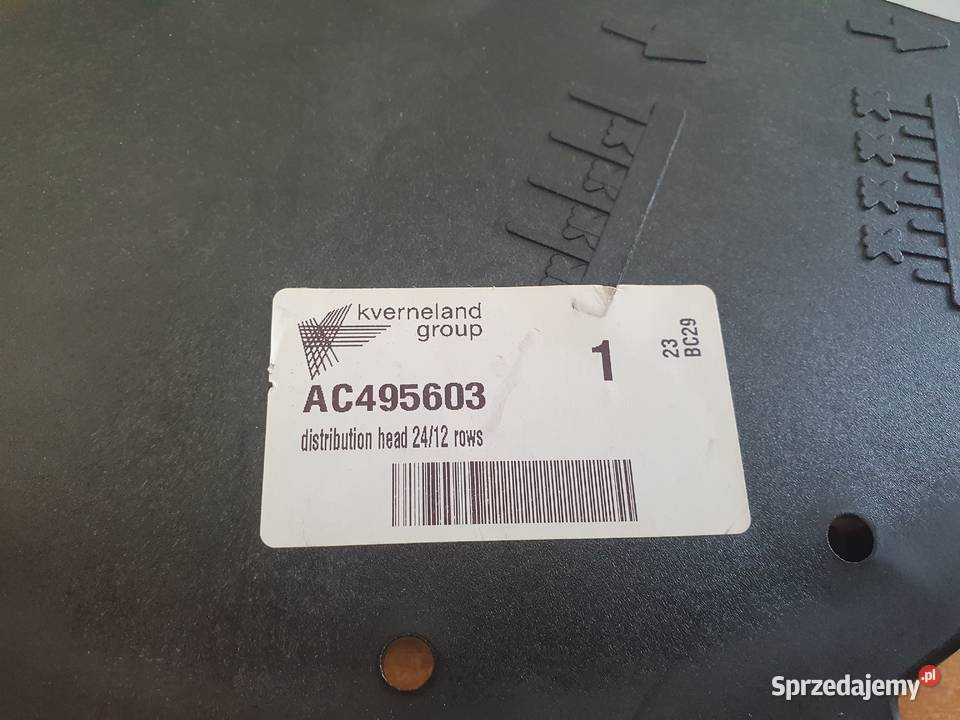 kverneland
group
1
23
BC29
AC495603
distribution head 24/12 rows
Sprzedajemy.pl